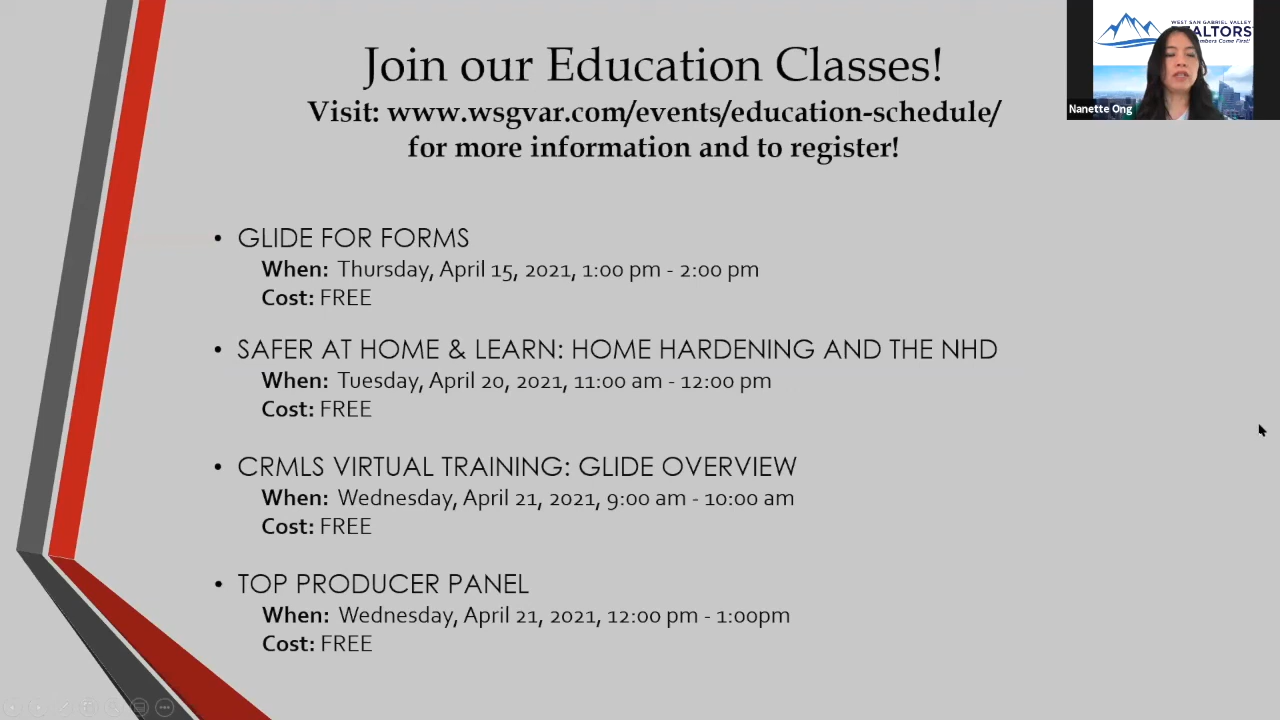 Join our Education Classes!
Visit: www.wsgvar.com/events/education-schedule/
for more information and to register!
WEST SAN GABRIEL VALLEY
REALTORS
Members Come First!
Nanette Ong
• GLIDE FOR FORMS
When: Thursday, April 15, 2021, 1:00 pm - 2:00 pm
Cost: FREE
• SAFER AT HOME & LEARN: HOME HARDENING AND THE NHD
When: Tuesday, April 20, 2021, 11:00 am - 12:00 pm
Cost: FREE
• CRMLS VIRTUAL TRAINING: GLIDE OVERVIEW
When: Wednesday, April 21, 2021, 9:00 am - 10:00 am
Cost: FREE
• TOP PRODUCER PANEL
When: Wednesday, April 21, 2021, 12:00 pm - 1:00pm
Cost: FREE